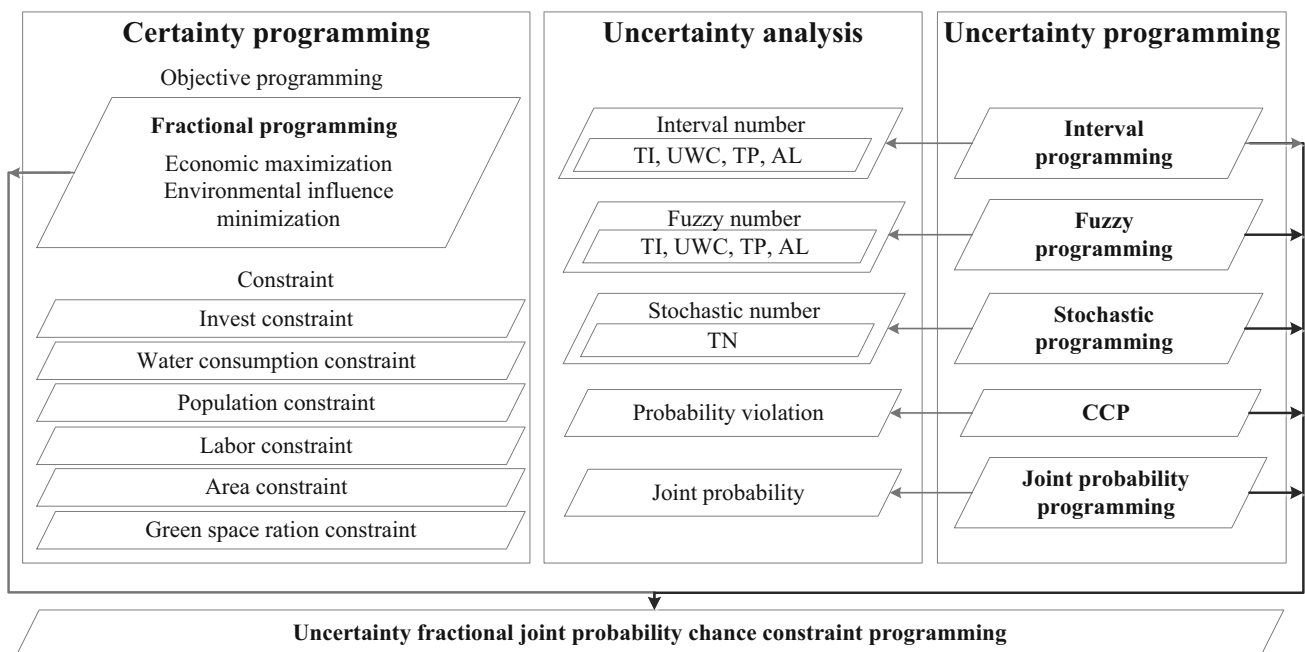 Certainty programming
Objective programming
Fractional programming
Economic maximization
Environmental influence
minimization
Constraint
Invest constraint
Water consumption constraint
Population constraint
Labor constraint
Area constraint
Green space ration constraint
Uncertainty analysis
Interval number
TI, UWC, TP, AL
Fuzzy number
TI, UWC, TP, AL
Stochastic number
TN
Probability violation
Joint probability
Uncertainty programming
Interval
programming
Fuzzy
programming
Stochastic
programming
CCP
Joint probability
programming
Uncertainty fractional joint probability chance constraint programming